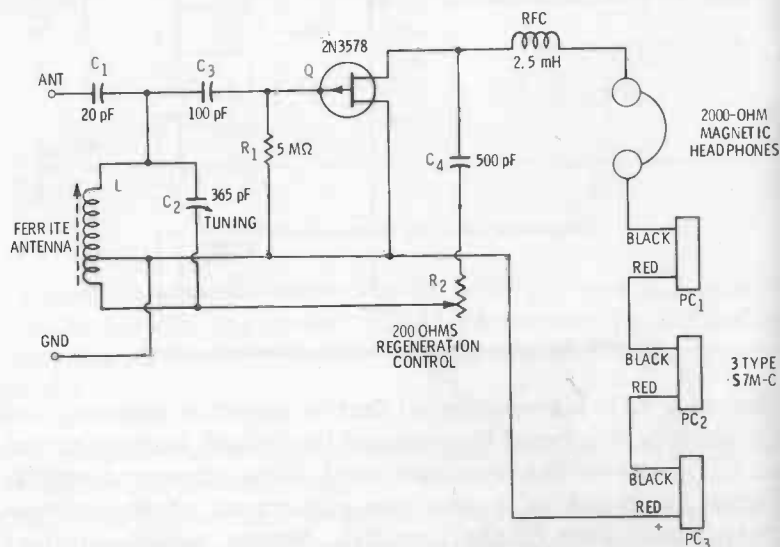 RFC
2.5 mH
2N3578
Q
C1
ANT
20 pF
C3
100 pF
R1
5 MΩ
C4
500 pF
2000-OHM
MAGNETIC
HEADPHONES
L
C2
365 pF
TUNING
FERRITE
ANTENNA
R2
200 OHMS
REGENERATION
CONTROL
GND
BLACK
RED
PC1
BLACK
RED
PC2
3 TYPE
S7M-C
BLACK
RED
+
PC3